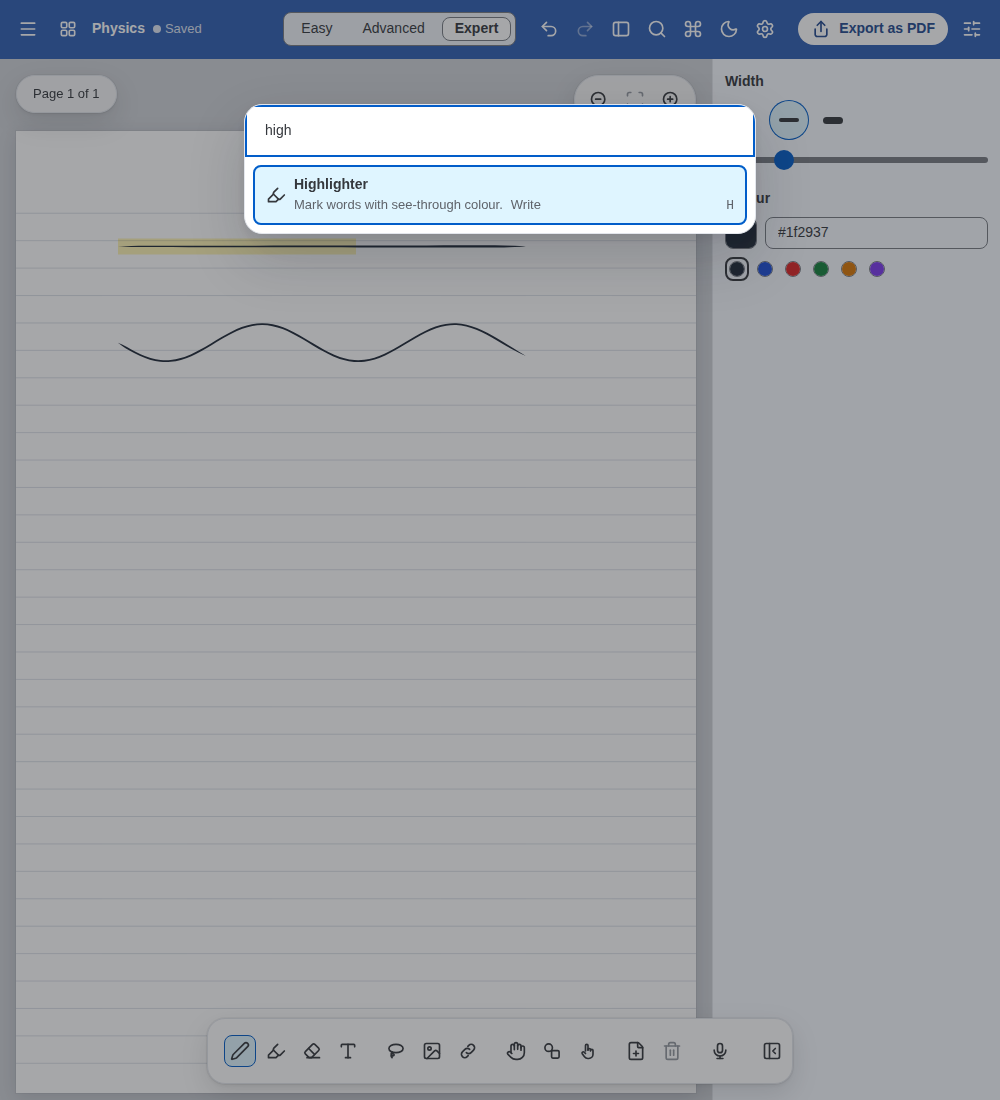 Physics
Saved
Easy
Advanced
Expert
Export as PDF
Page 1 of 1
Width
high
Highlighter
Mark words with see-through colour. Write
H
ur
#1f2937